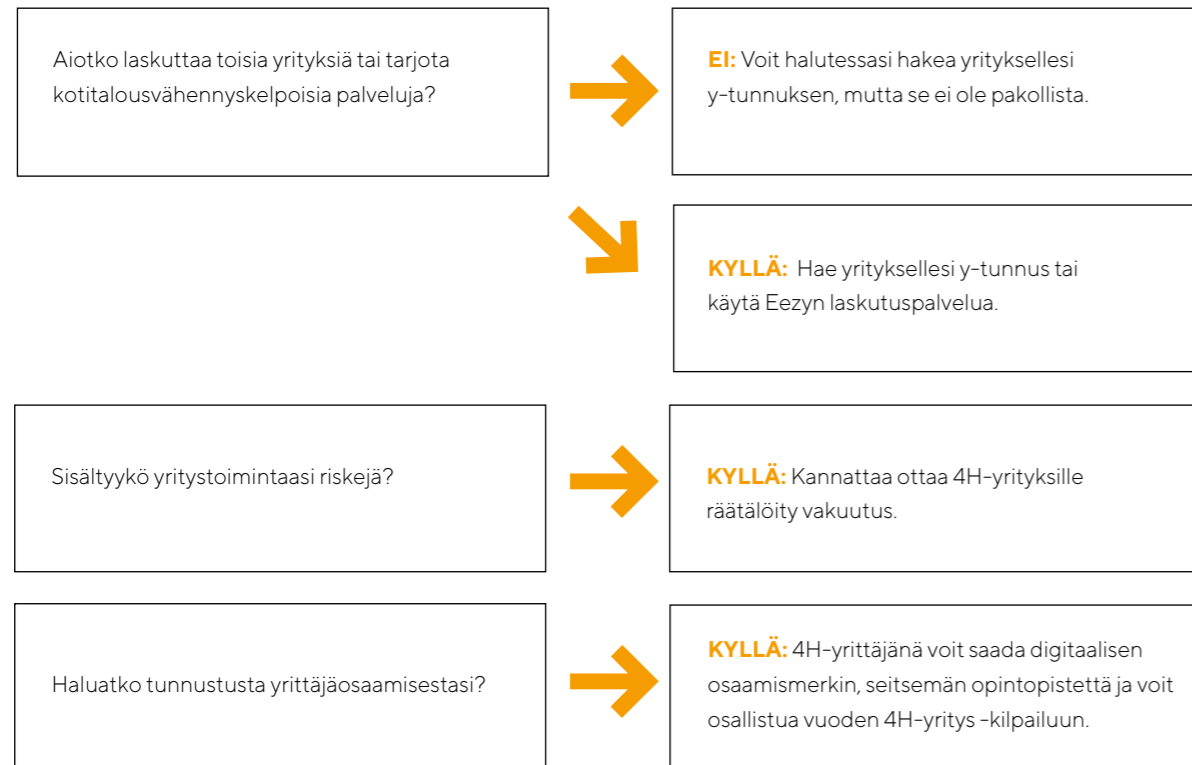 Aiotko laskuttaa toisia yrityksiä tai tarjota
kotitalousvähennyskelpoisia palveluja?
EI: Voit halutessasi hakea yrityksellesi
y-tunnuksen, mutta se ei ole pakollista.
KYLLÄ: Hae yrityksellesi y-tunnus tai
käytä Eezyn laskutuspalvelua.
Sisältyykö yritystoimintaasi riskejä?
KYLLÄ: Kannattaa ottaa 4H-yrityksille
räätälöity vakuutus.
Haluatko tunnustusta yrittäjäosaamisestasi?
KYLLÄ: 4H-yrittäjänä voit saada digitaalisen
osaamismerkin, seitsemän opintopistettä ja voit
osallistua vuoden 4H-yritys -kilpailuun.